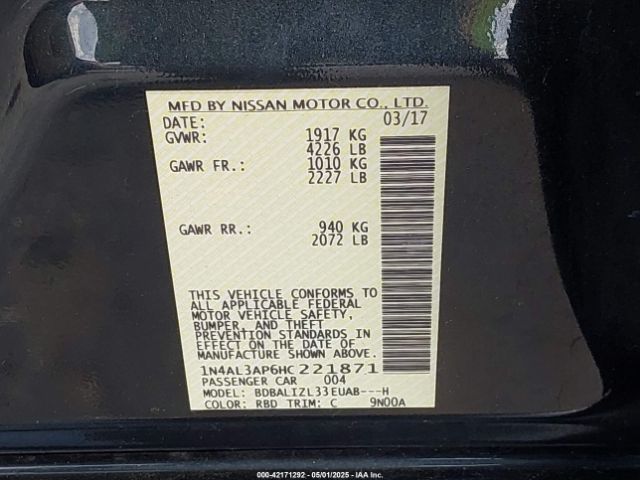 MFD BY NISSAN MOTOR CO., LTD.
DATE: 03/17
GVWR: 1917 KG
4226 LB
GAWR FR.: 1010 KG
2227 LB
GAWR RR.: 940 KG
2072 LB
THIS VEHICLE CONFORMS TO
ALL APPLICABLE FEDERAL
MOTOR VEHICLE SAFETY,
BUMPER, AND THEFT
PREVENTION STANDARDS IN
EFFECT ON THE DATE OF
MANUFACTURE SHOWN ABOVE.
1N4AL3AP6HC221871
PASSENGER CAR 004
MODEL: BDBALIZL33EUAB---H
COLOR: RBD TRIM: C 9N00A
000-42171292 - 05/01/2025 - IAA Inc.